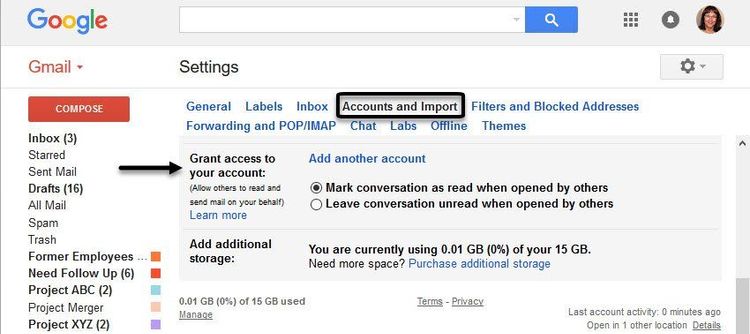 Google
Gmail
Settings
COMPOSE
General Labels Inbox Accounts and Import Filters and Blocked Addresses
Forwarding and POP/IMAP Chat Labs Offline Themes
Inbox (3)
Starred
Sent Mail
Drafts (16)
All Mail
Spam
Trash
Former Employees ...
Need Follow Up (6)
Project ABC (2)
Project Merger
Project XYZ (2)
Grant access to
your account:
(Allow others to read and
send mail on your behalf)
Learn more
Add another account
Mark conversation as read when opened by others
Leave conversation unread when opened by others
Add additional
storage:
You are currently using 0.01 GB (0%) of your 15 GB.
Need more space? Purchase additional storage
0.01 GB (0%) of 15 GB used
Manage
Terms - Privacy
Last account activity: 0 minutes ago
Open in 1 other location Details